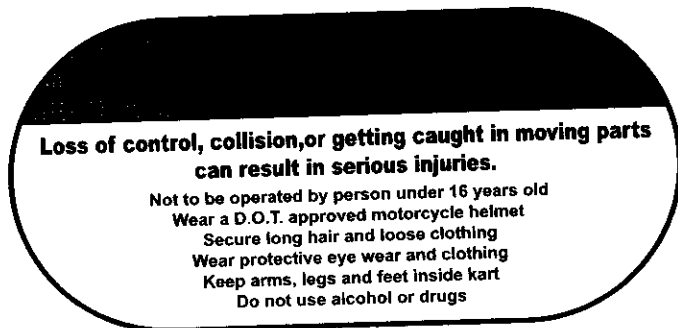 Loss of control, collision,or getting caught in moving parts
can result in serious injuries.
Not to be operated by person under 16 years old
Wear a D.O.T. approved motorcycle helmet
Secure long hair and loose clothing
Wear protective eye wear and clothing
Keep arms, legs and feet inside kart
Do not use alcohol or drugs